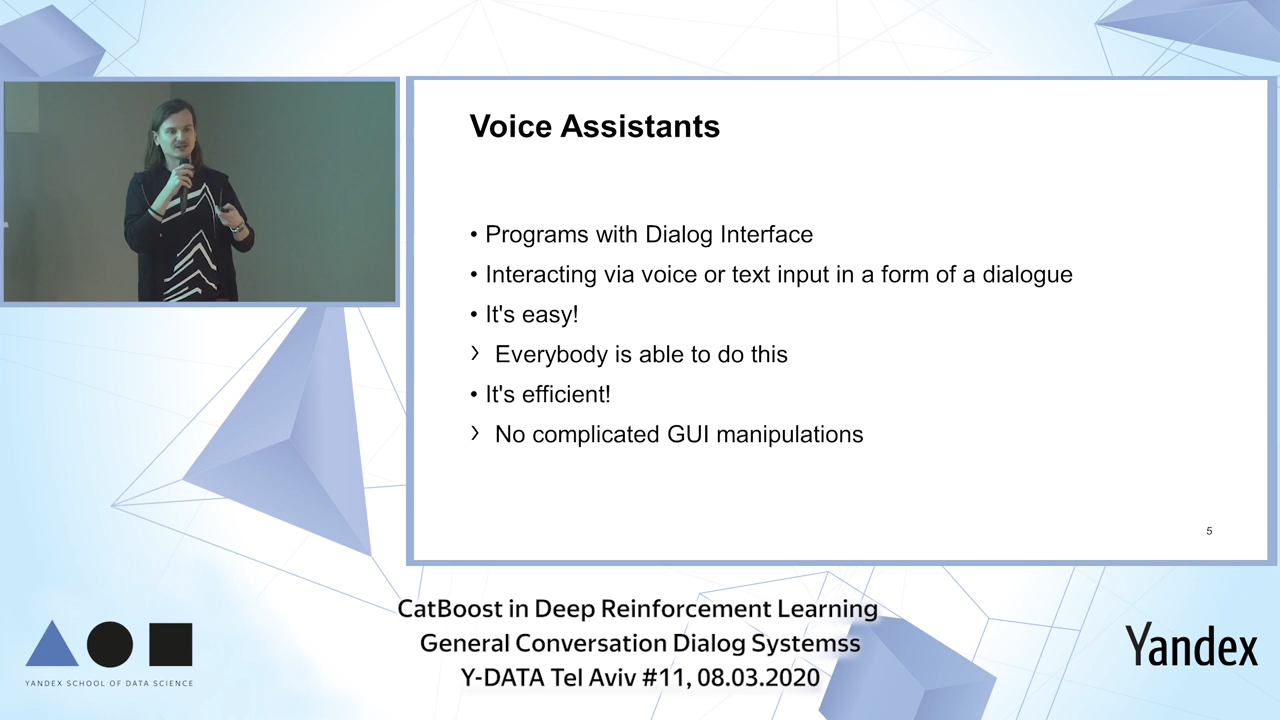 Voice Assistants
• Programs with Dialog Interface
• Interacting via voice or text input in a form of a dialogue
• It's easy!
› Everybody is able to do this
• It's efficient!
› No complicated GUI manipulations
5
CatBoost in Deep Reinforcement Learning
General Conversation Dialog Systemss
Y-DATA Tel Aviv #11, 08.03.2020
YANDEX SCHOOL OF DATA SCIENCE
Yandex